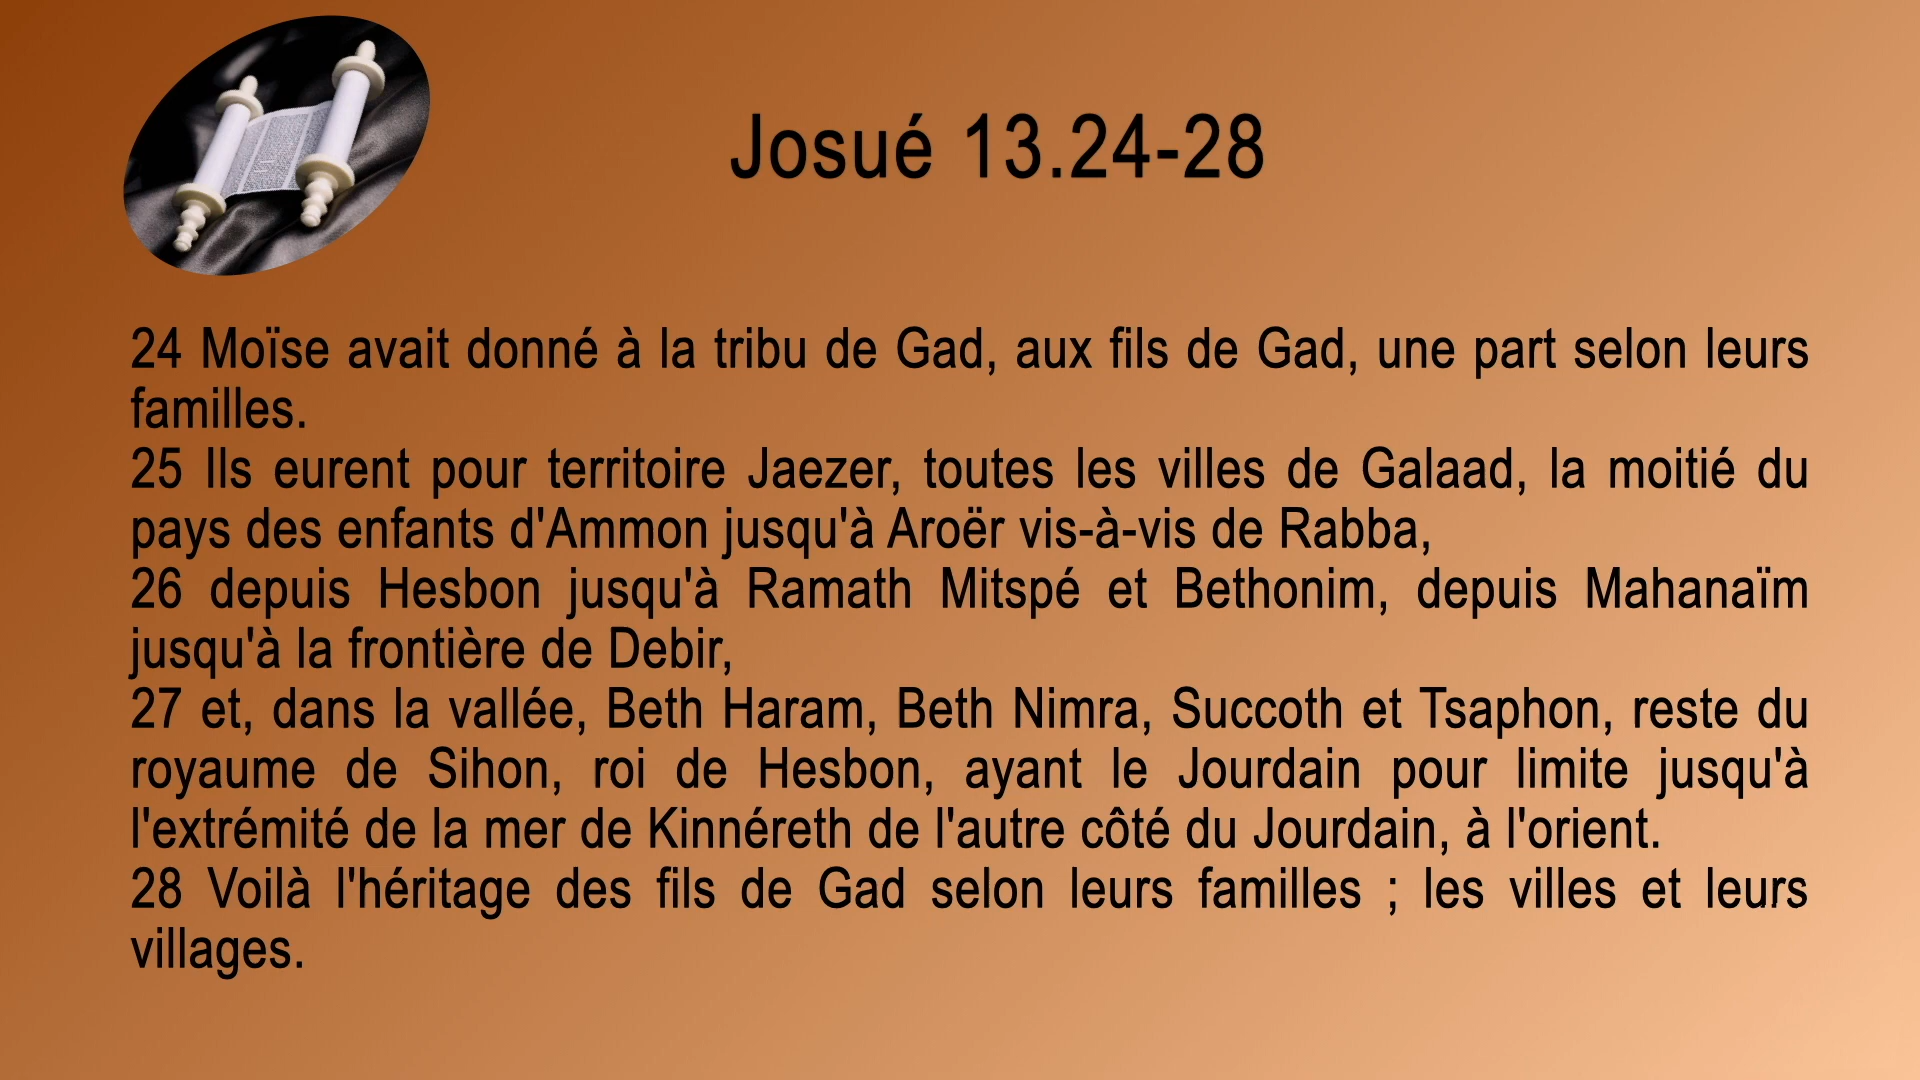 Josué 13.24-28
24 Moïse avait donné à la tribu de Gad, aux fils de Gad, une part selon leurs
familles.
25 Ils eurent pour territoire Jaezer, toutes les villes de Galaad, la moitié du
pays des enfants d'Ammon jusqu'à Aroër vis-à-vis de Rabba,
26 depuis Hesbon jusqu'à Ramath Mitspé et Bethonim, depuis Mahanaïm
jusqu'à la frontière de Debir,
27 et, dans la vallée, Beth Haram, Beth Nimra, Succoth et Tsaphon, reste du
royaume de Sihon, roi de Hesbon, ayant le Jourdain pour limite jusqu'à
l'extrémité de la mer de Kinnéreth de l'autre côté du Jourdain, à l'orient.
28 Voilà l'héritage des fils de Gad selon leurs familles ; les villes et leurs
villages.